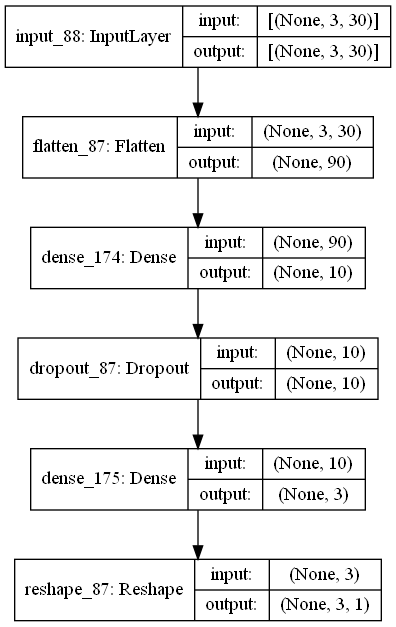 input_88: InputLayer
input:
[(None, 3, 30)]
output:
[(None, 3, 30)]
flatten_87: Flatten
input:
(None, 3, 30)
output:
(None, 90)
dense_174: Dense
input:
(None, 90)
output:
(None, 10)
dropout_87: Dropout
input:
(None, 10)
output:
(None, 10)
dense_175: Dense
input:
(None, 10)
output:
(None, 3)
reshape_87: Reshape
input:
(None, 3)
output:
(None, 3, 1)